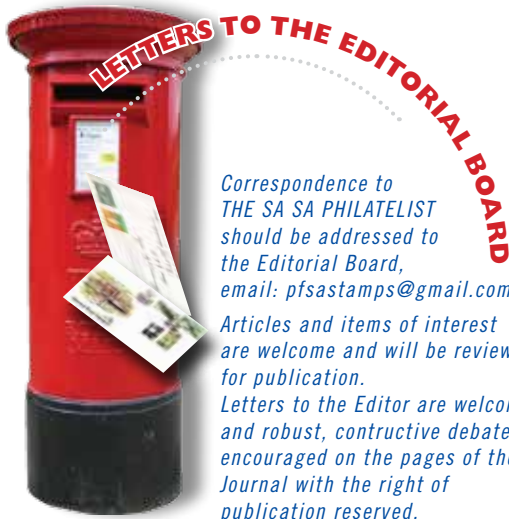 LETTERS TO THE EDITORIAL BOARD
Correspondence to
THE SA SA PHILATELIST
should be addressed to
the Editorial Board,
email: pfsastamps@gmail.com
Articles and items of interest
are welcome and will be review
for publication.
Letters to the Editor are welcom
and robust, contructive debate
encouraged on the pages of the
Journal with the right of
publication reserved.